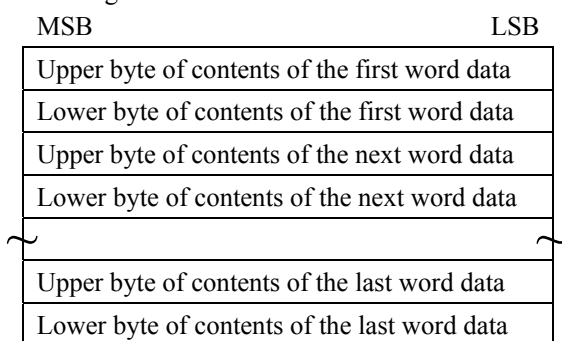 MSB LSB
Upper byte of contents of the first word data
Lower byte of contents of the first word data
Upper byte of contents of the next word data
Lower byte of contents of the next word data
~ ~
Upper byte of contents of the last word data
Lower byte of contents of the last word data